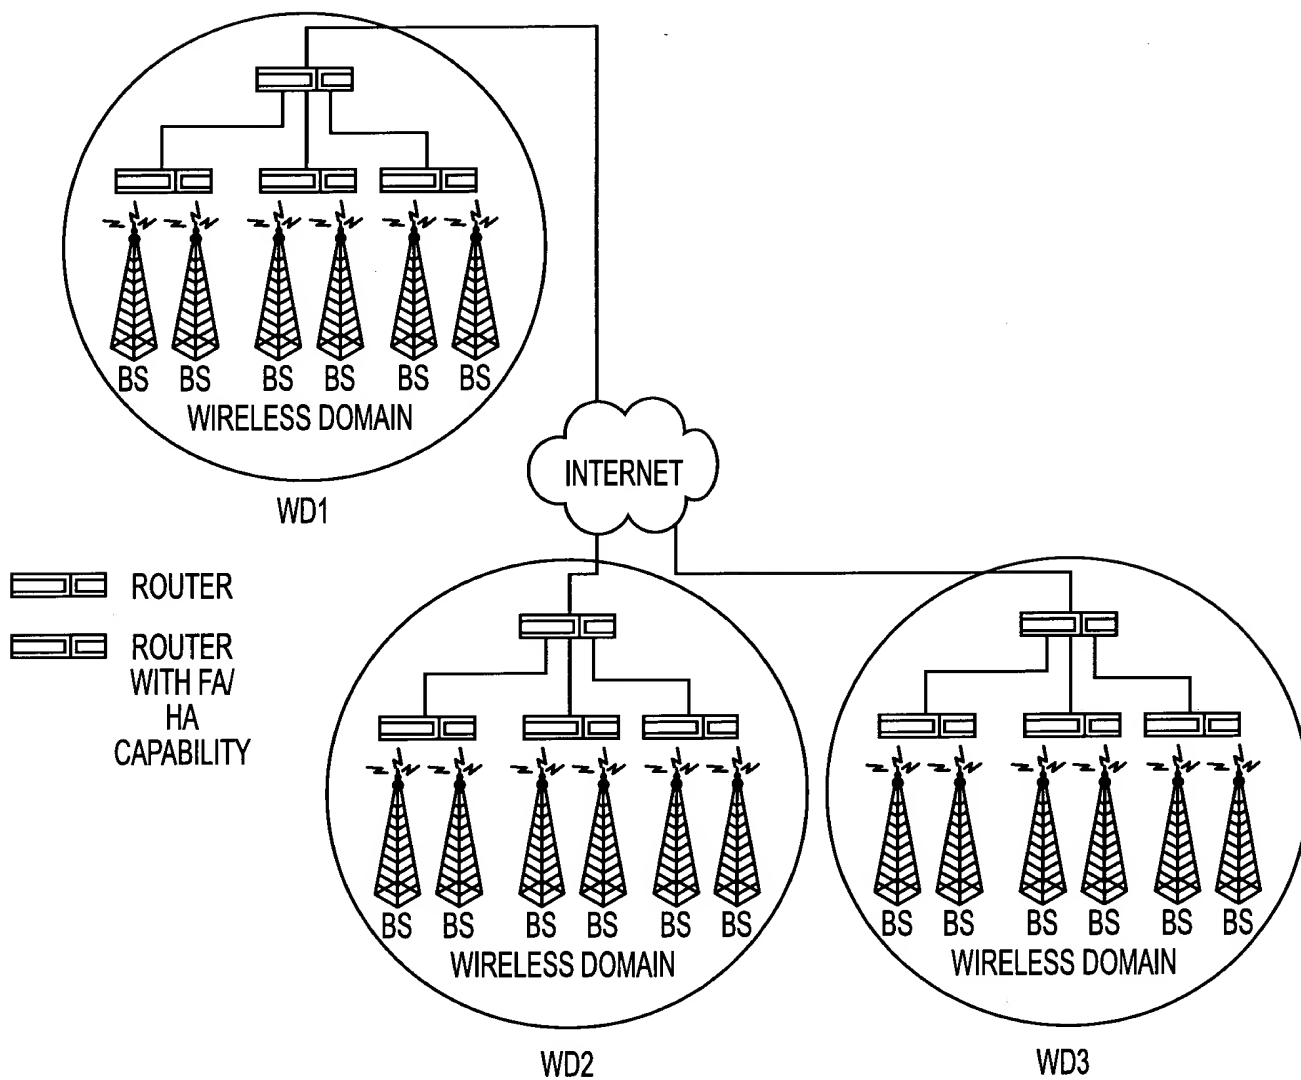 BS BS BS BS BS BS
WIRELESS DOMAIN
WD1
INTERNET
ROUTER
ROUTER
WITH FA/
HA
CAPABILITY
BS BS BS BS BS BS
WIRELESS DOMAIN
WD2
BS BS BS BS BS BS
WIRELESS DOMAIN
WD3